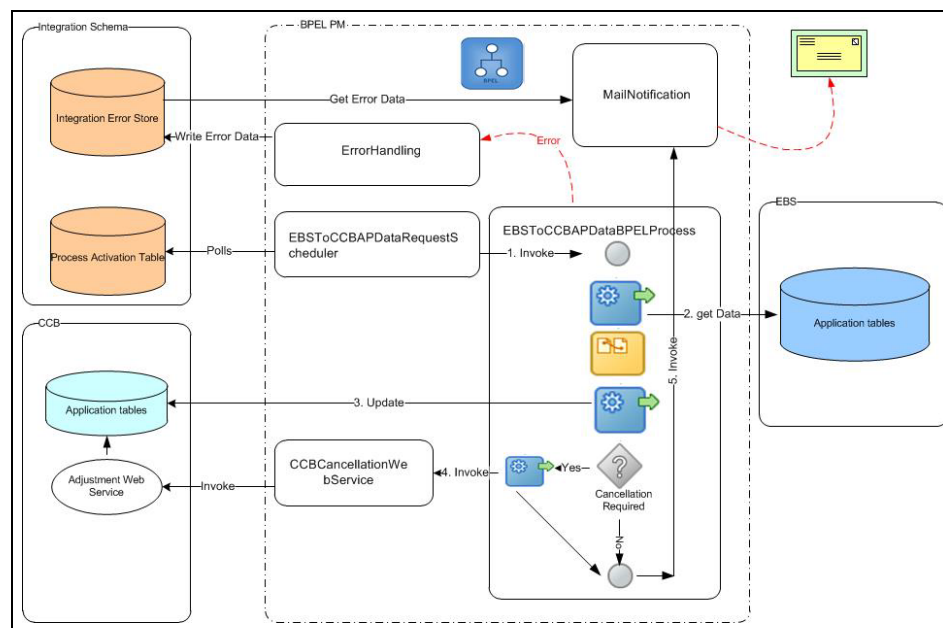 Integration Schema
BPEL PM
BPEL
Integration Error Store
Get Error Data
MailNotification
Write Error Data
ErrorHandling
Error
Process Activation Table
Polls
EBSToCCBAPDataRequestS
cheduler
1. Invoke
EBSToCCBAPDataBPELProcess
EBS
2. get Data
Application tables
5. Invoke
CCB
Application tables
3. Update
Adjustment Web
Service
Invoke
CCBCancellationWe
bService
4. Invoke
Yes
?
Cancellation
Required
No